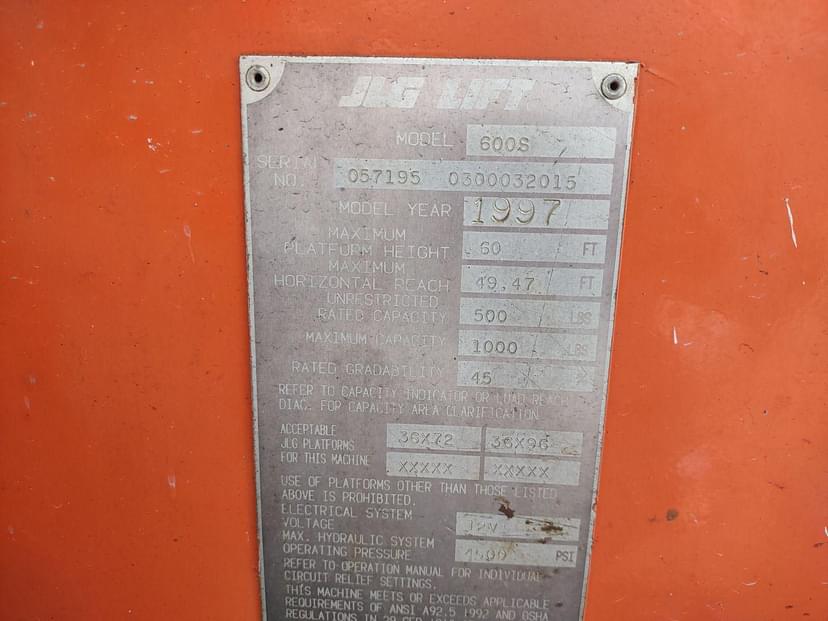 JLG LIFT
MODEL 600S
SERIAL NO. 057195 0300032015
MODEL YEAR 1997
MAXIMUM
PLATFORM HEIGHT 60 FT
MAXIMUM
HORIZONTAL REACH 49.47 FT
UNRESTRICTED
RATED CAPACITY 500 LBS
MAXIMUM CAPACITY 1000 LBS
RATED GRADABILITY 45
REFER TO CAPACITY INDICATOR OR LOAD REACH
DIAG. FOR CAPACITY AREA CLARIFICATION
ACCEPTABLE
JLG PLATFORMS 36X72 36X96
FOR THIS MACHINE XXXXX XXXXX
USE OF PLATFORMS OTHER THAN THOSE LISTED
ABOVE IS PROHIBITED.
ELECTRICAL SYSTEM
VOLTAGE 12V
MAX. HYDRAULIC SYSTEM
OPERATING PRESSURE PSI
REFER TO OPERATION MANUAL FOR INDIVIDUAL
CIRCUIT RELIEF SETTINGS.
THIS MACHINE MEETS OR EXCEEDS APPLICABLE
REQUIREMENTS OF ANSI A92.5 1992 AND OSHA
REGULATIONS IN